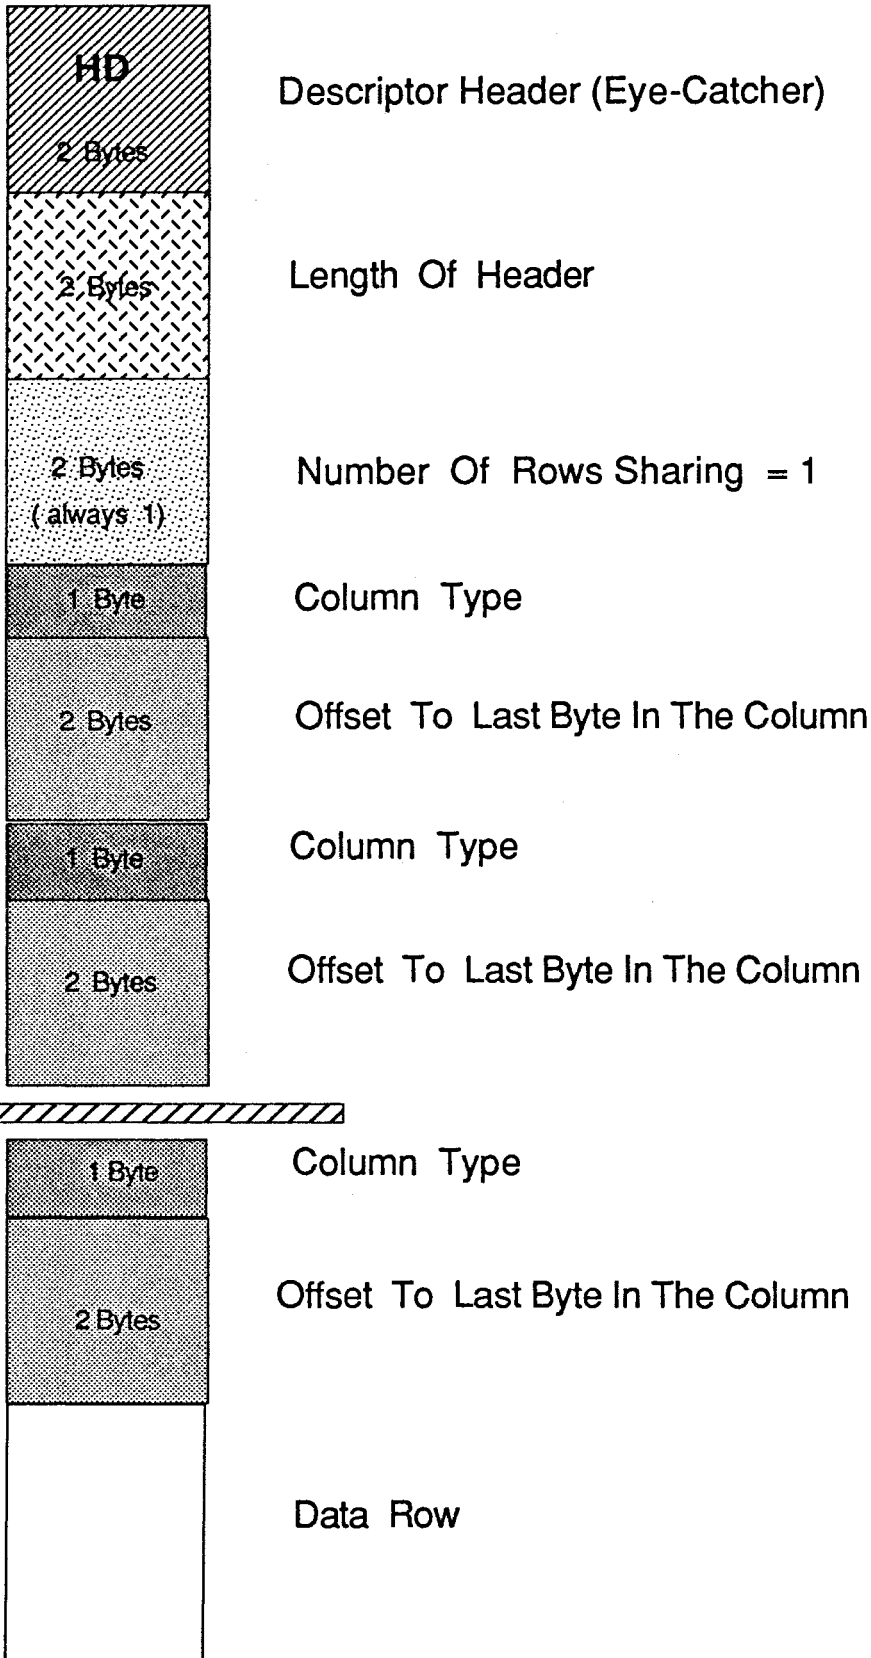 HD
Descriptor Header (Eye-Catcher)
2 Bytes
2 Bytes
Length Of Header
2 Bytes
(always 1)
Number Of Rows Sharing = 1
1 Byte
Column Type
2 Bytes
Offset To Last Byte In The Column
1 Byte
Column Type
2 Bytes
Offset To Last Byte In The Column
1 Byte
Column Type
2 Bytes
Offset To Last Byte In The Column
Data Row